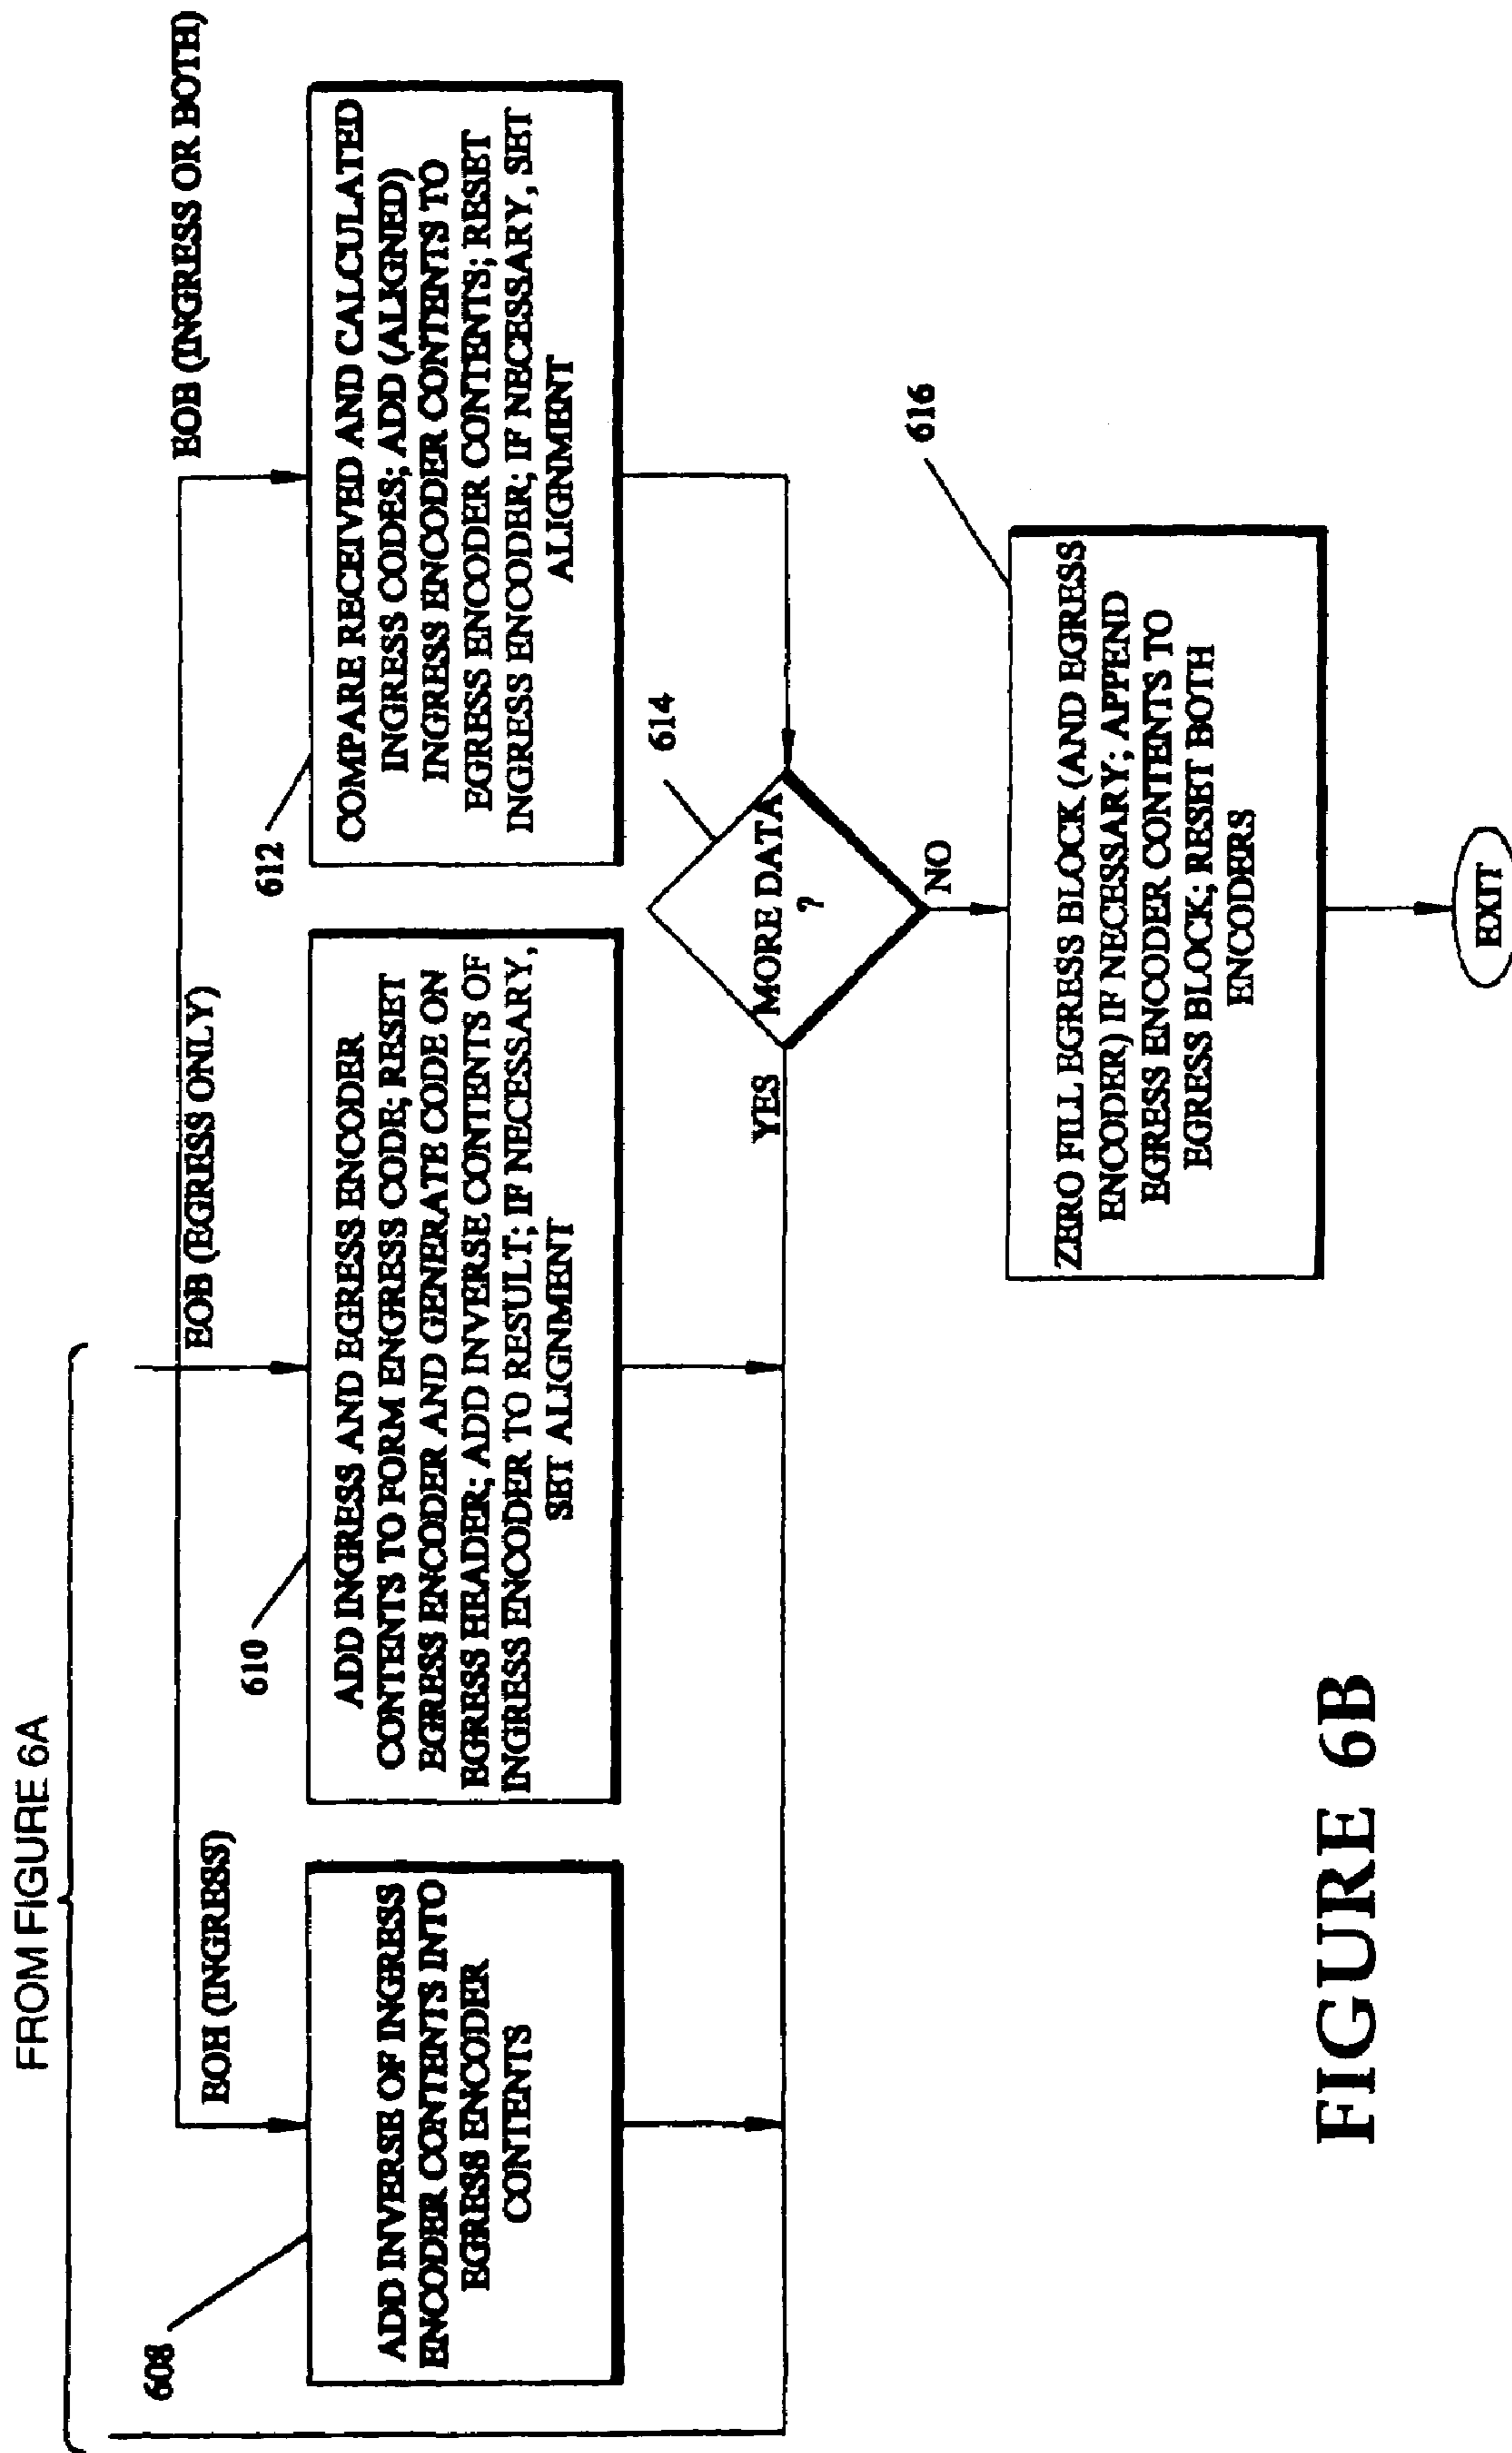 FROM FIGURE 6A
EOH (INGRESS)
EOB (EGRESS ONLY)
EOB (INGRESS OR BOTH)
608
ADD INVERSE OF INGRESS
ENCODER CONTENTS INTO
EGRESS ENCODER
CONTENTS
610
ADD INGRESS AND EGRESS ENCODER
CONTENTS TO FORM ENGRESS CODE; RESET
EGRESS ENCODER AND GENERATE CODE ON
EGRESS HEADER; ADD INVERSE CONTENTS OF
INGRESS ENCODER TO RESULT; IF NECESSARY,
SET ALIGNMENT
612
COMPARE RECEIVED AND CALCULATED
INGRESS CODES; ADD (ALIGNED)
INGRESS ENCODER CONTENTS TO
EGRESS ENCODER CONTENTS; RESET
INGRESS ENCODER; IF NECESSARY, SET
ALIGNMENT
614
MORE DATA
?
YES
NO
616
ZERO FILL EGRESS BLOCK (AND EGRESS
ENCODER) IF NECESSARY; APPEND
EGRESS ENCODER CONTENTS TO
EGRESS BLOCK; RESET BOTH
ENCODERS
EXIT
FIGURE 6B